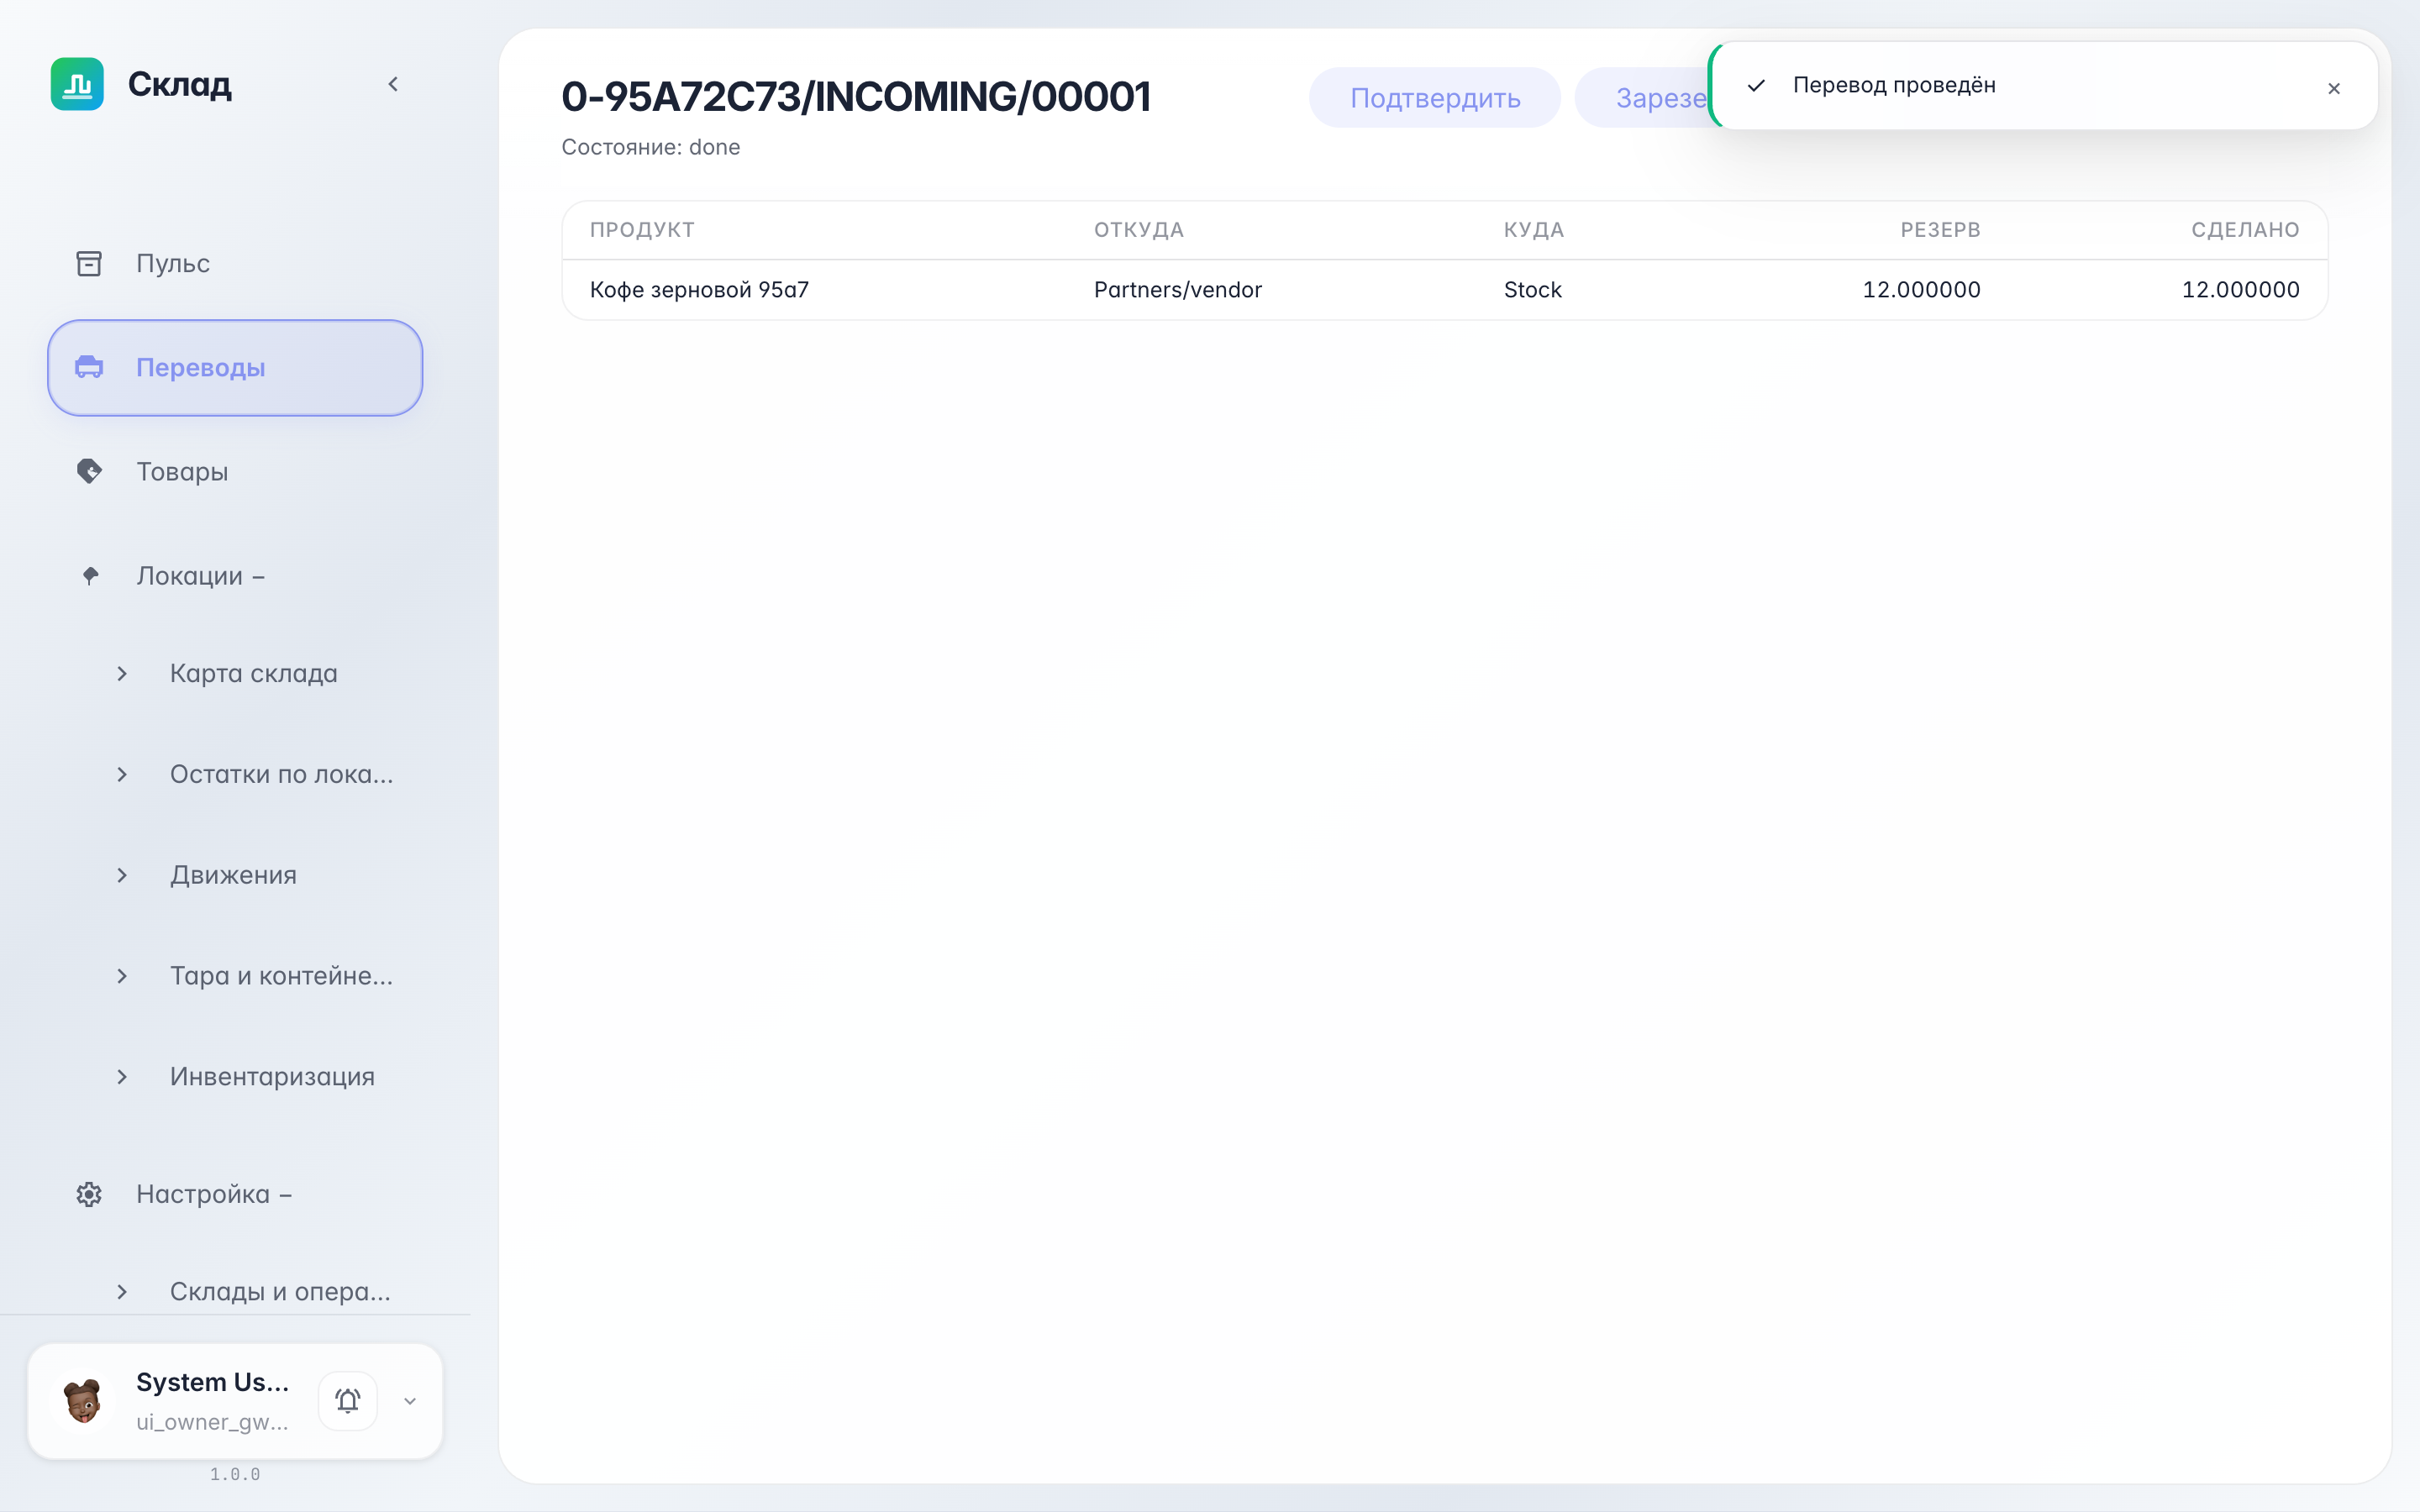 Склад
Пульс
Переводы
Товары
Локации –
Карта склада
Остатки по лока...
Движения
Тара и контейне...
Инвентаризация
Настройка –
Склады и опера...
System Us...
ui_owner_gw...
1.0.0
0-95A72C73/INCOMING/00001
Состояние: done
Подтвердить
Зарезе
Перевод проведён
ПРОДУКТ ОТКУДА КУДА РЕЗЕРВ СДЕЛАНО
Кофе зерновой 95a7 Partners/vendor Stock 12.000000 12.000000